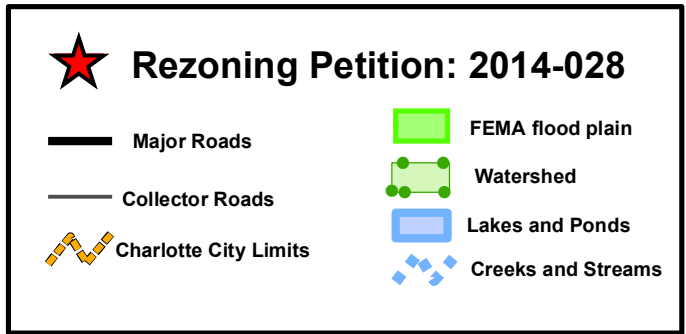 Rezoning Petition: 2014-028
Major Roads
Collector Roads
Charlotte City Limits
FEMA flood plain
Watershed
Lakes and Ponds
Creeks and Streams